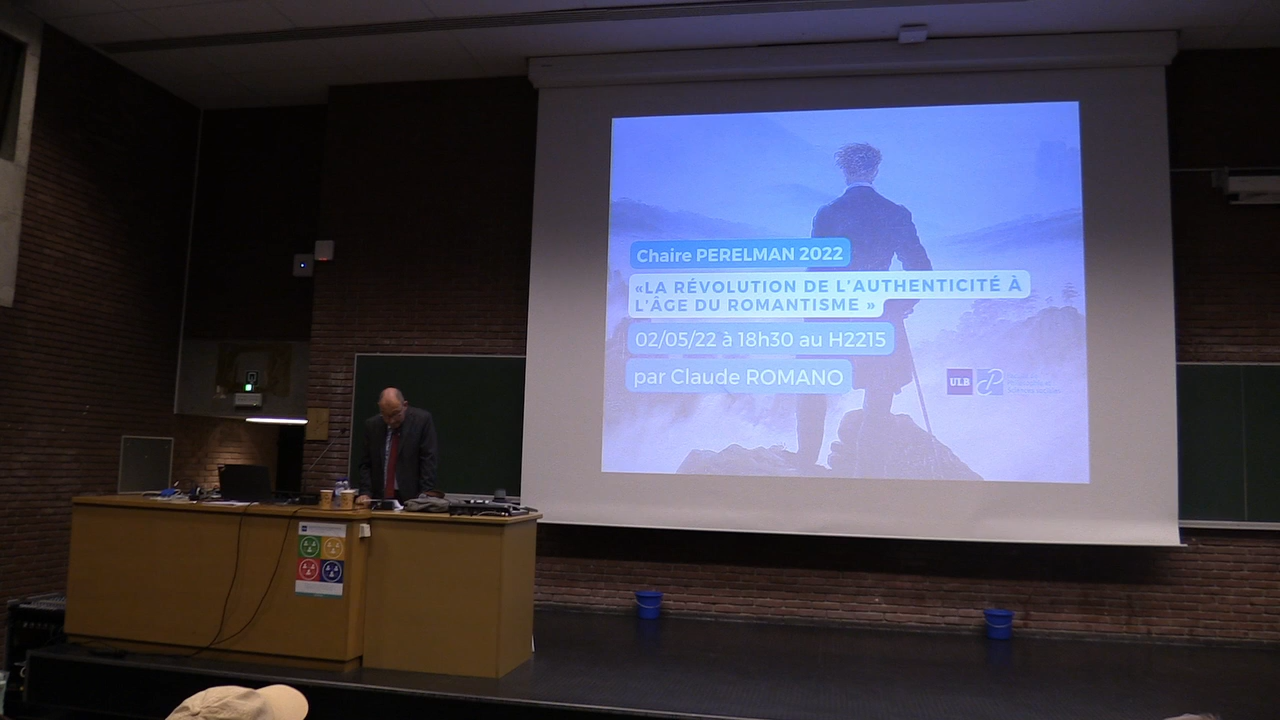 Chaire PERELMAN 2022
«LA RÉVOLUTION DE L'AUTHENTICITÉ À
L'ÂGE DU ROMANTISME »
02/05/22 à 18h30 au H2215
par Claude ROMANO
ULB